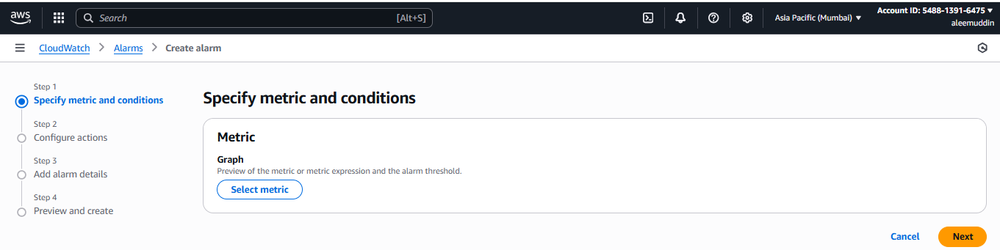 aws
Search [Alt+S]
Asia Pacific (Mumbai)
Account ID: 5488-1391-6475
aleemuddin
CloudWatch
Alarms
Create alarm
Step 1
Specify metric and conditions
Step 2
Configure actions
Step 3
Add alarm details
Step 4
Preview and create
Specify metric and conditions
Metric
Graph
Preview of the metric or metric expression and the alarm threshold.
Select metric
Cancel
Next